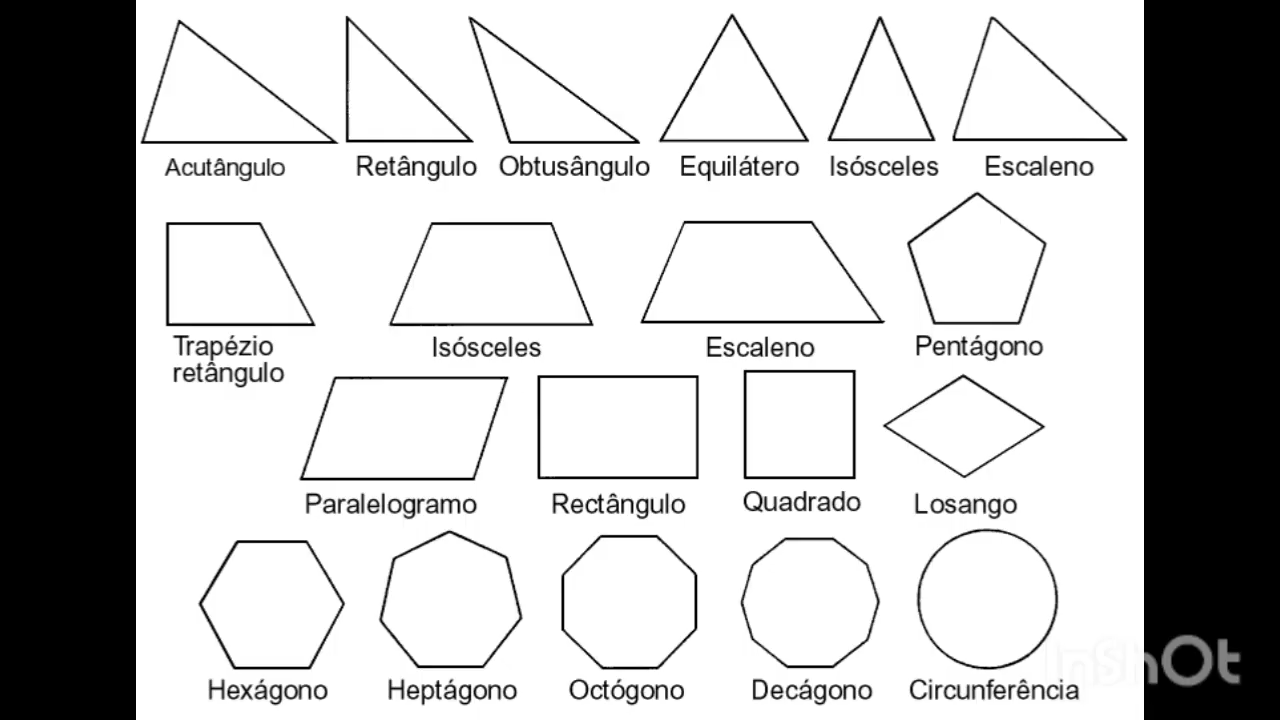 Acutângulo
Retângulo
Obtusângulo
Equilátero
Isósceles
Escaleno
Trapézio
retângulo
Isósceles
Escaleno
Pentágono
Paralelogramo
Rectângulo
Quadrado
Losango
Hexágono
Heptágono
Octógono
Decágono
Circunferência
InShOt